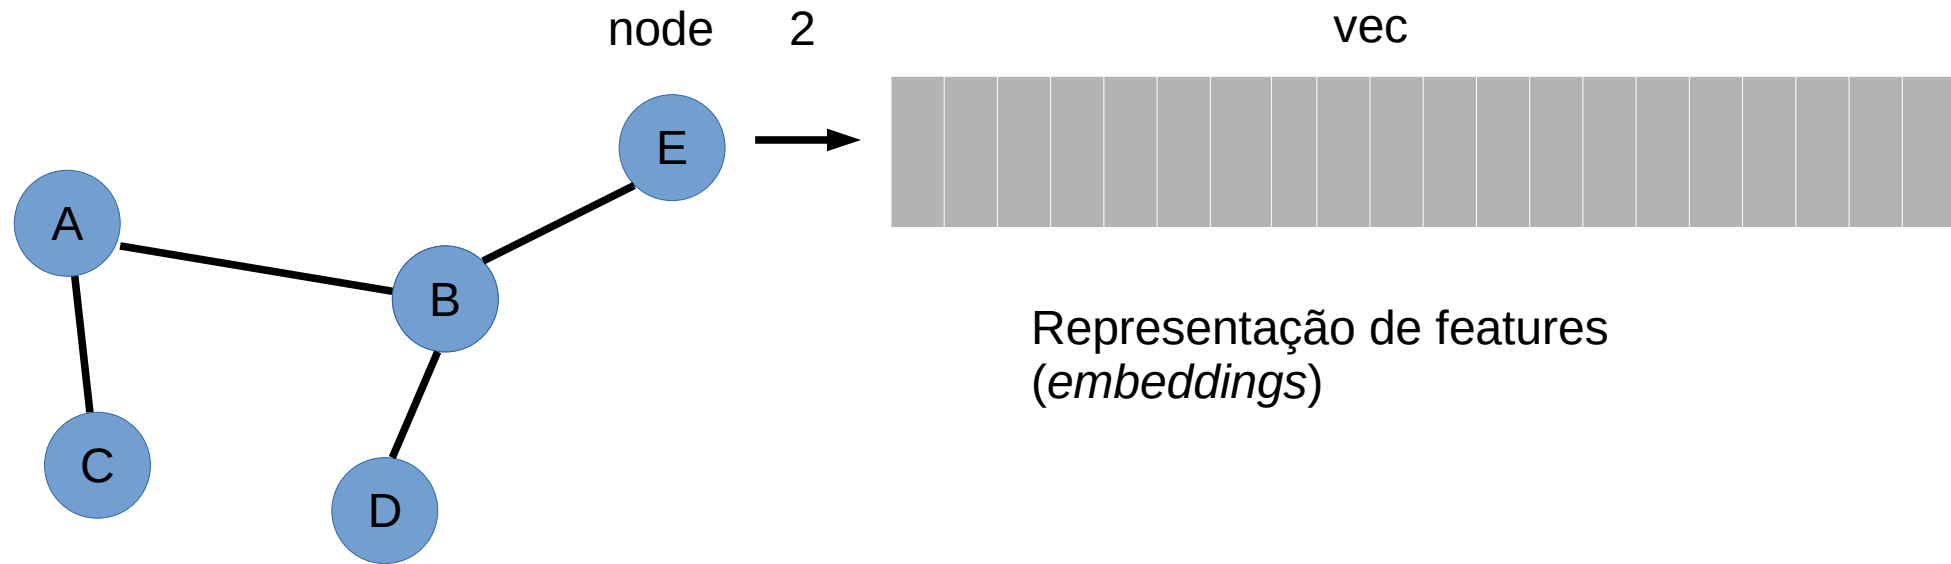 node 2 vec
E
A
B
C
D
Representação de features
(embeddings)